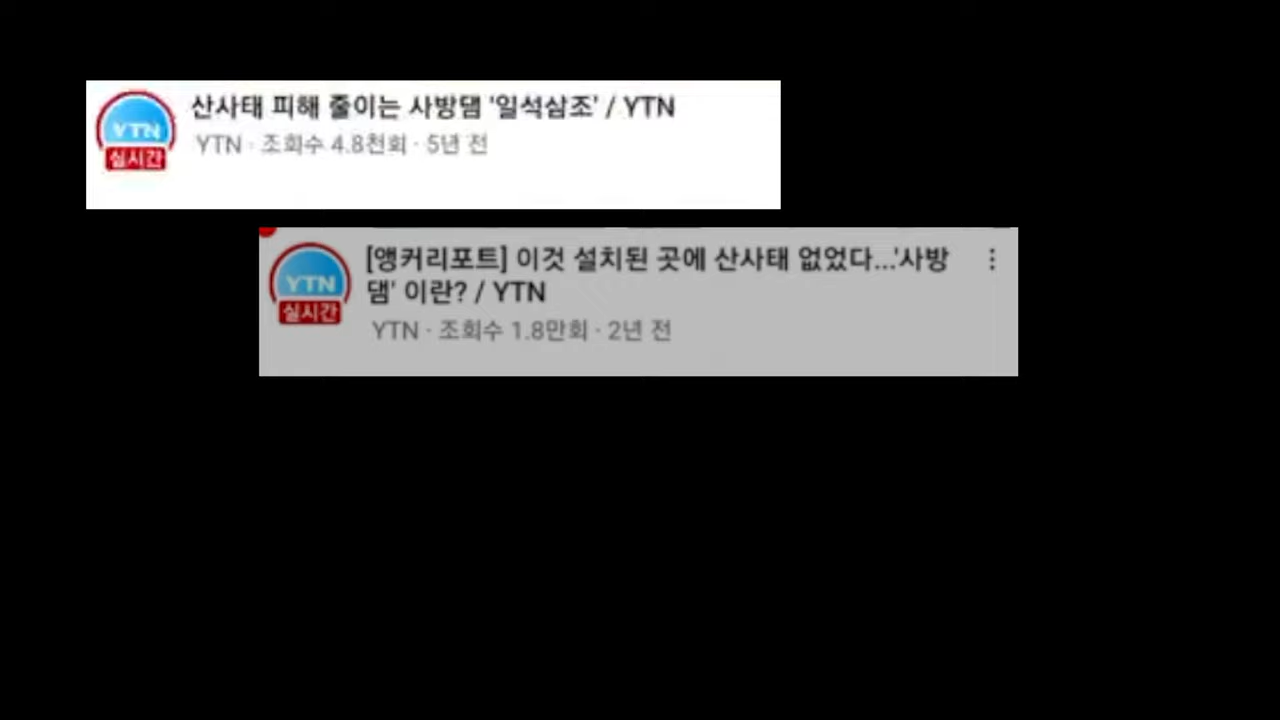 YTN
실시간
산사태 피해 줄이는 사방댐 '일석삼조' / YTN
YTN · 조회수 4.8천회 · 5년 전
YTN
실시간
[앵커리포트] 이것 설치된 곳에 산사태 없었다...'사방
댐' 이란? / YTN
YTN · 조회수 1.8만회 · 2년 전